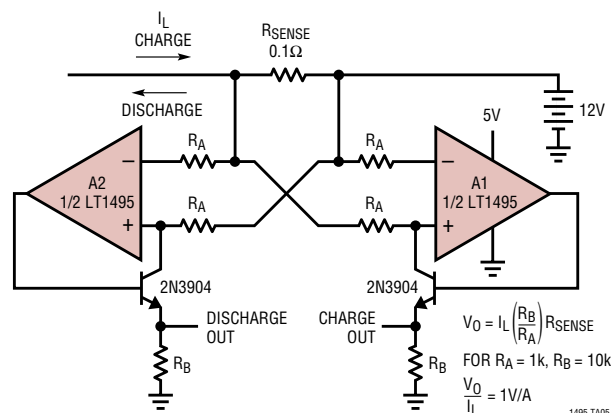 I_L
CHARGE
DISCHARGE
R_SENSE
0.1Ω
12V
5V
R_A
R_A
R_A
R_A
A2
1/2 LT1495
−
+
A1
1/2 LT1495
−
+
2N3904
2N3904
DISCHARGE
OUT
CHARGE
OUT
R_B
R_B
V_O = I_L (R_B/R_A) R_SENSE
FOR R_A = 1k, R_B = 10k
V_O/I_L = 1V/A
1495 TA05